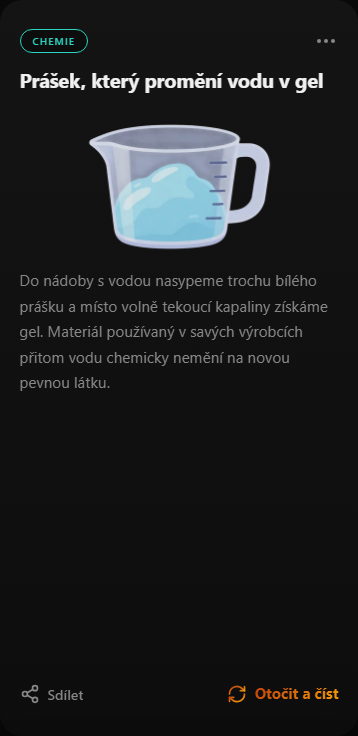 CHEMIE
Prášek, který promění vodu v gel
Do nádoby s vodou nasypeme trochu bílého
prášku a místo volně tekoucí kapaliny získáme
gel. Materiál používaný v savých výrobcích
přitom vodu chemicky nemění na novou
pevnou látku.
Sdílet
Otočit a číst